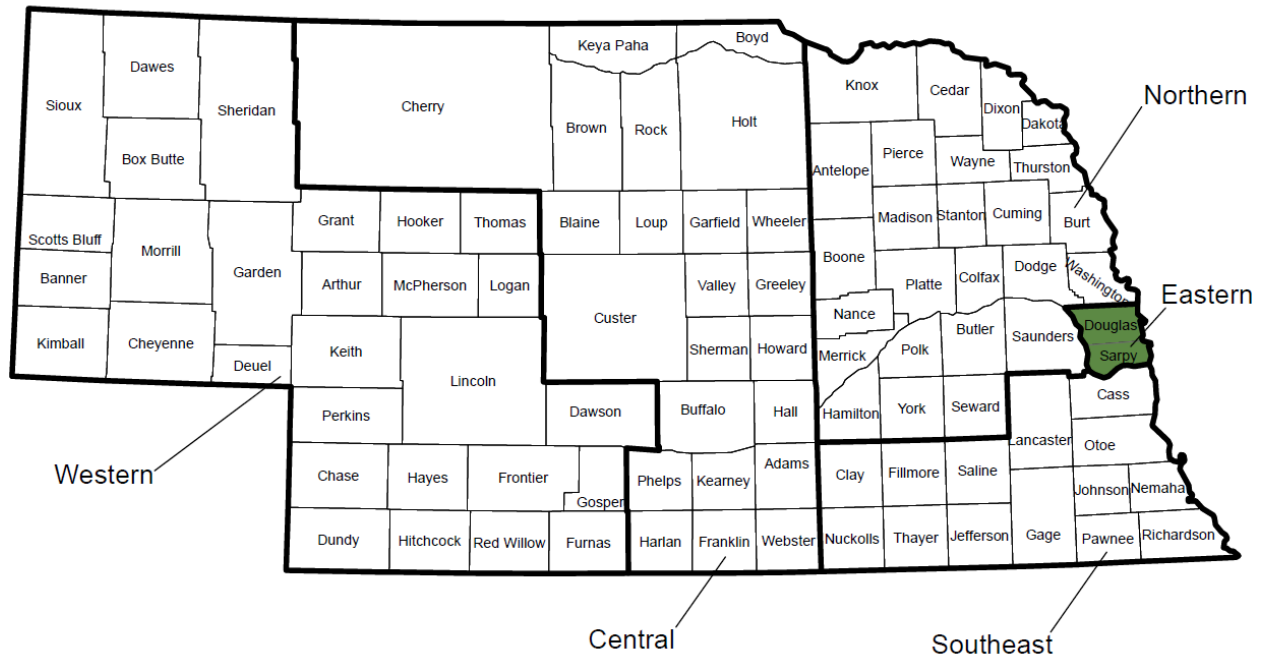 Keya Paha
Boyd
Dawes
Sioux
Sheridan
Cherry
Knox
Cedar
Northern
Dixon
Dakota
Brown
Rock
Holt
Box Butte
Pierce
Wayne
Thurston
Antelope
Grant
Hooker
Thomas
Blaine
Loup
Garfield
Wheeler
Madison
Stanton
Cuming
Burt
Scotts Bluff
Morrill
Banner
Garden
Arthur
McPherson
Logan
Valley
Greeley
Boone
Platte
Colfax
Dodge
Washington
Eastern
Custer
Nance
Butler
Saunders
Douglas
Kimball
Cheyenne
Keith
Sherman
Howard
Merrick
Polk
Sarpy
Deuel
Lincoln
Perkins
Dawson
Buffalo
Hall
Hamilton
York
Seward
Cass
Lancaster
Otoe
Western
Chase
Hayes
Frontier
Gosper
Phelps
Kearney
Adams
Clay
Fillmore
Saline
Johnson
Nemaha
Dundy
Hitchcock
Red Willow
Furnas
Harlan
Franklin
Webster
Nuckolls
Thayer
Jefferson
Gage
Pawnee
Richardson
Central
Southeast